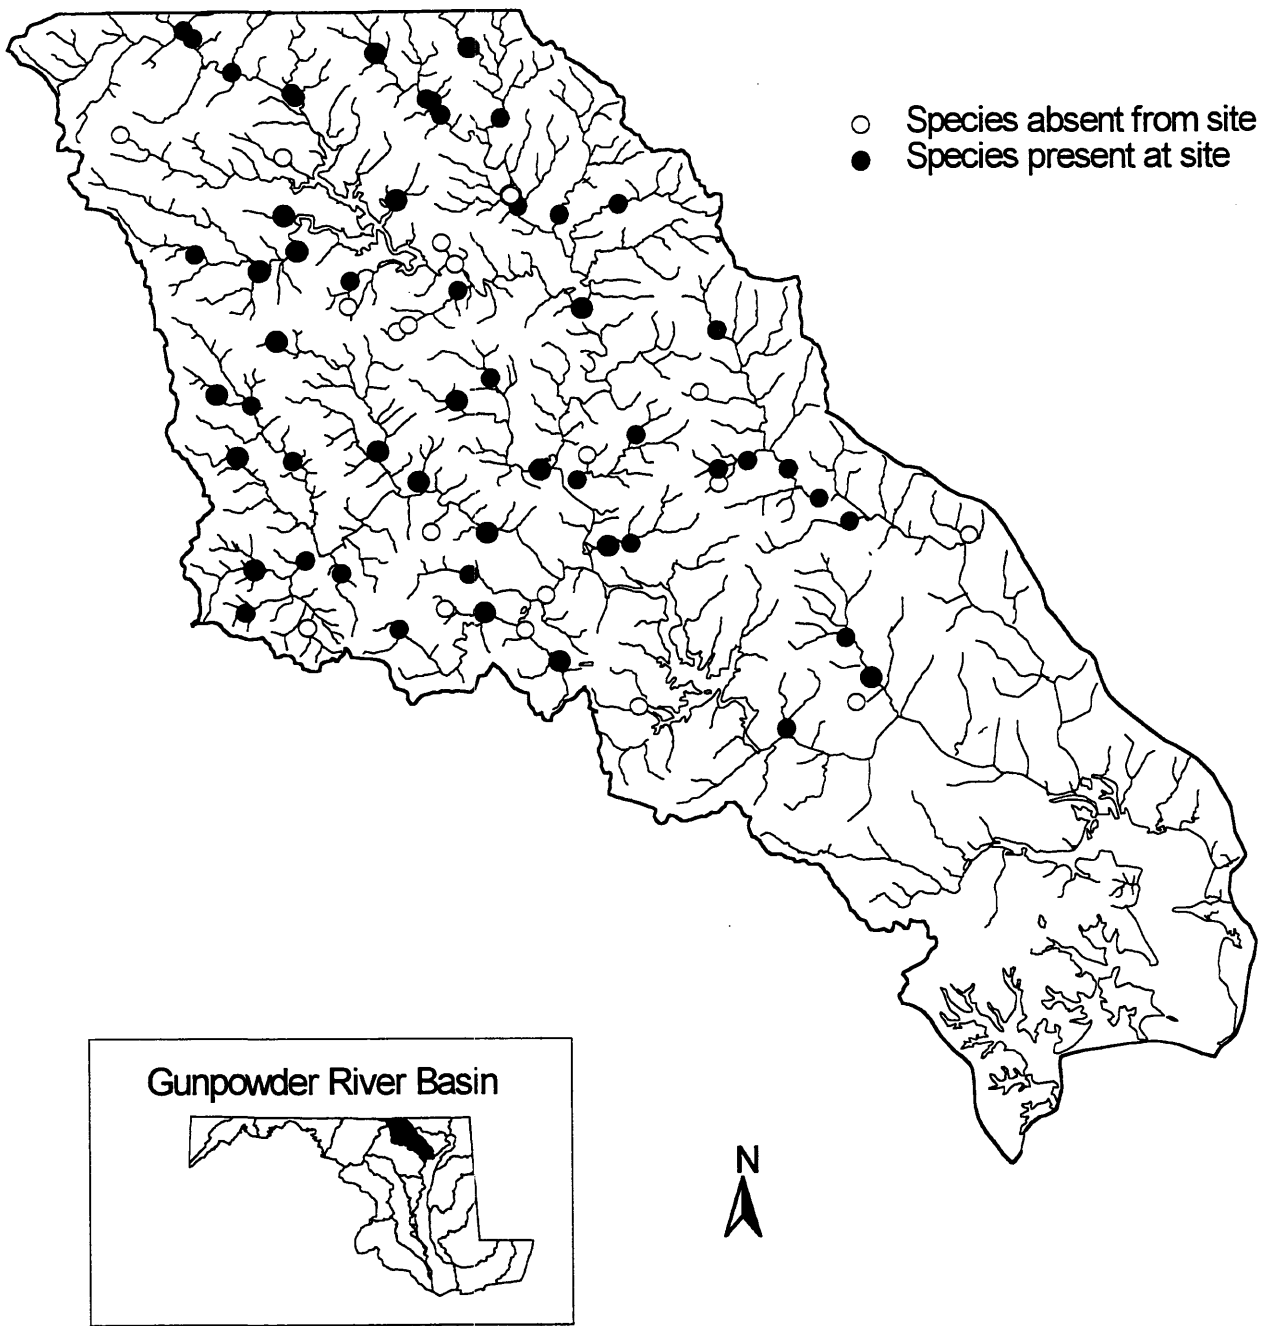 Species absent from site
Species present at site
Gunpowder River Basin
N